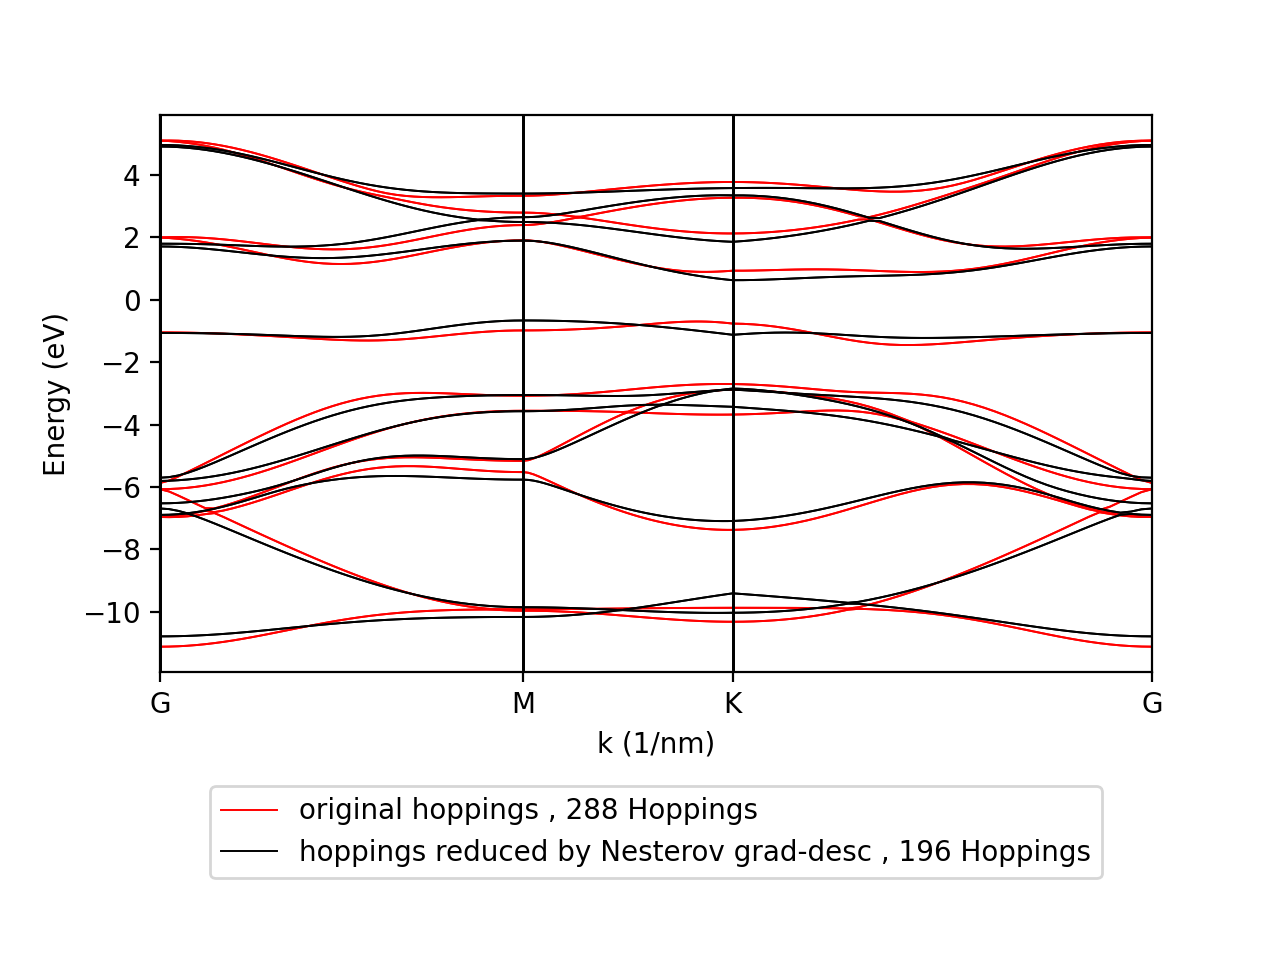 4
2
0
−2
−4
−6
−8
−10
Energy (eV)
G M K G
k (1/nm)
original hoppings , 288 Hoppings
hoppings reduced by Nesterov grad-desc , 196 Hoppings